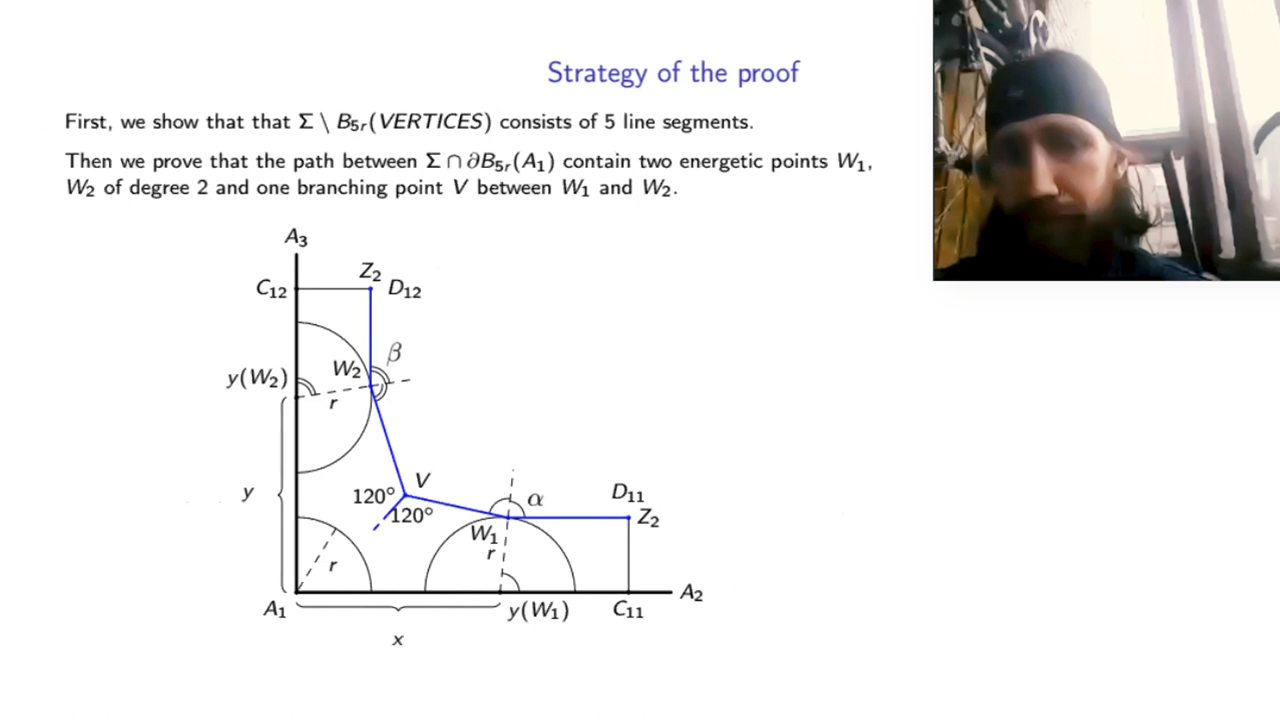 Strategy of the proof
First, we show that that Σ \ B₅ᵣ(VERTICES) consists of 5 line segments.
Then we prove that the path between Σ ∩ ∂B₅ᵣ(A₁) contain two energetic points W₁,
W₂ of degree 2 and one branching point V between W₁ and W₂.
A₃
Z₂
C₁₂
D₁₂
β
W₂
y(W₂)
r
V
y
120°
D₁₁
α
120°
Z₂
W₁
r
r
A₂
A₁
y(W₁)
C₁₁
x